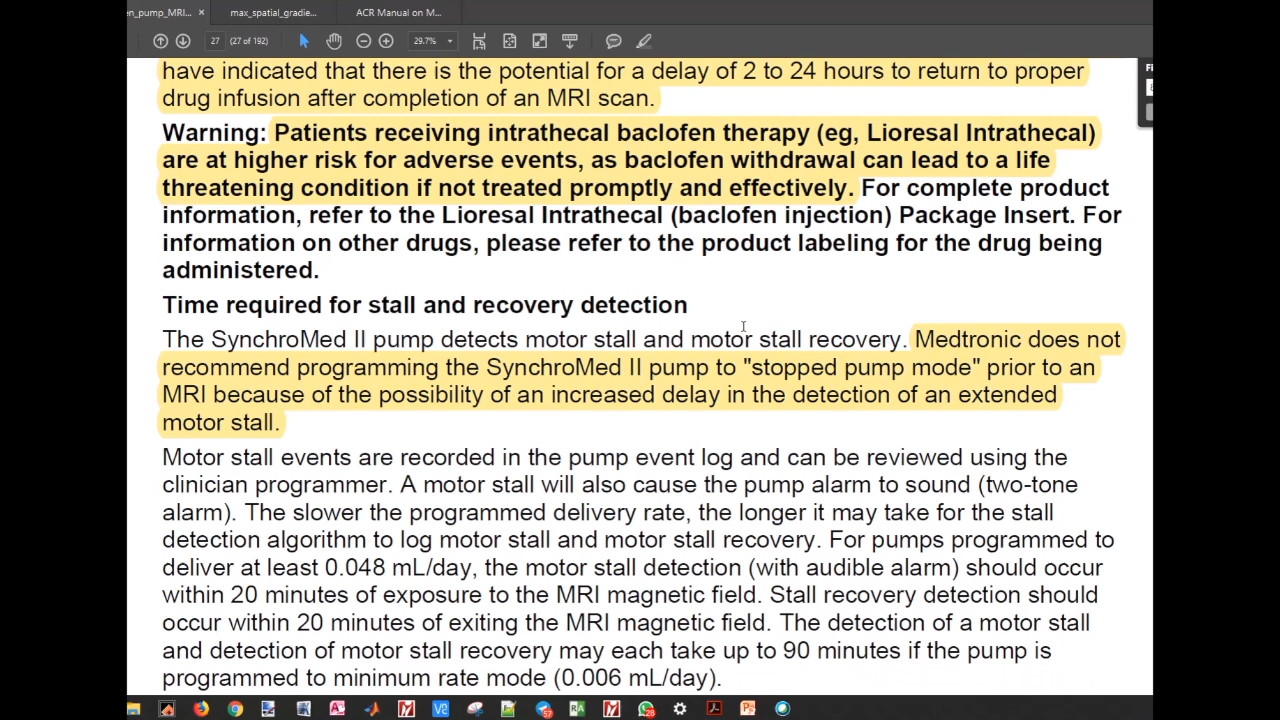 en_pump_MRI... × max_spatial_gradie... ACR Manual on M...
27 (27 of 192) 29.7%
have indicated that there is the potential for a delay of 2 to 24 hours to return to proper
drug infusion after completion of an MRI scan.
Warning: Patients receiving intrathecal baclofen therapy (eg, Lioresal Intrathecal)
are at higher risk for adverse events, as baclofen withdrawal can lead to a life
threatening condition if not treated promptly and effectively. For complete product
information, refer to the Lioresal Intrathecal (baclofen injection) Package Insert. For
information on other drugs, please refer to the product labeling for the drug being
administered.
Time required for stall and recovery detection
The SynchroMed II pump detects motor stall and motor stall recovery. Medtronic does not
recommend programming the SynchroMed II pump to "stopped pump mode" prior to an
MRI because of the possibility of an increased delay in the detection of an extended
motor stall.
Motor stall events are recorded in the pump event log and can be reviewed using the
clinician programmer. A motor stall will also cause the pump alarm to sound (two-tone
alarm). The slower the programmed delivery rate, the longer it may take for the stall
detection algorithm to log motor stall and motor stall recovery. For pumps programmed to
deliver at least 0.048 mL/day, the motor stall detection (with audible alarm) should occur
within 20 minutes of exposure to the MRI magnetic field. Stall recovery detection should
occur within 20 minutes of exiting the MRI magnetic field. The detection of a motor stall
and detection of motor stall recovery may each take up to 90 minutes if the pump is
programmed to minimum rate mode (0.006 mL/day).